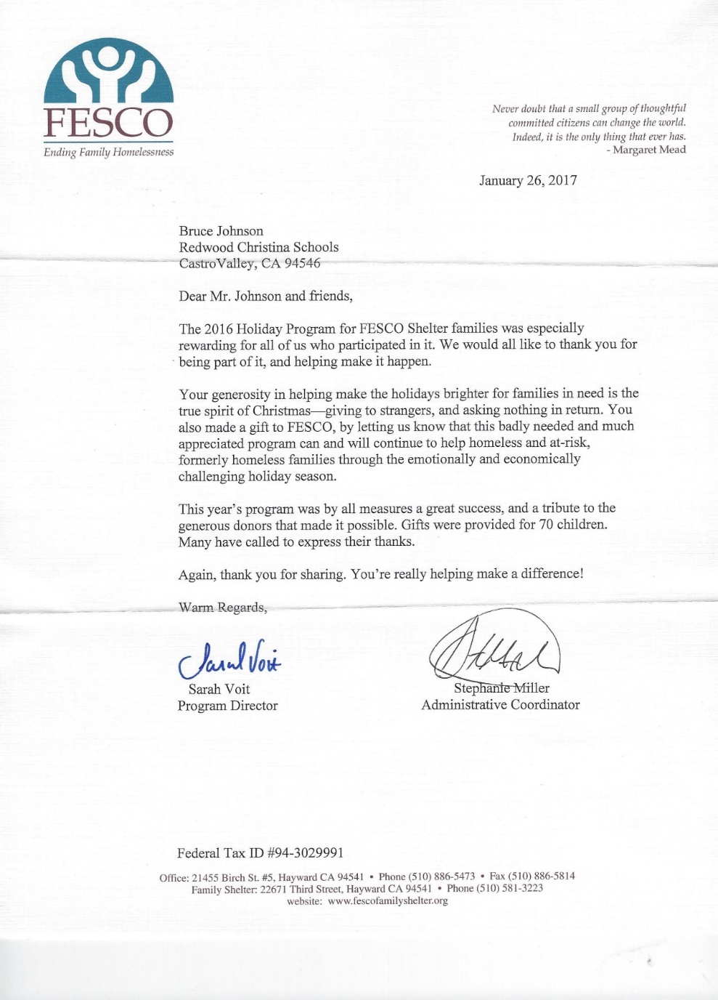 FESCO
Ending Family Homelessness
Never doubt that a small group of thoughtful
committed citizens can change the world.
Indeed, it is the only thing that ever has.
- Margaret Mead
January 26, 2017
Bruce Johnson
Redwood Christina Schools
CastroValley, CA 94546
Dear Mr. Johnson and friends,
The 2016 Holiday Program for FESCO Shelter families was especially
rewarding for all of us who participated in it. We would all like to thank you for
being part of it, and helping make it happen.
Your generosity in helping make the holidays brighter for families in need is the
true spirit of Christmas—giving to strangers, and asking nothing in return. You
also made a gift to FESCO, by letting us know that this badly needed and much
appreciated program can and will continue to help homeless and at-risk,
formerly homeless families through the emotionally and economically
challenging holiday season.
This year's program was by all measures a great success, and a tribute to the
generous donors that made it possible. Gifts were provided for 70 children.
Many have called to express their thanks.
Again, thank you for sharing. You're really helping make a difference!
Warm Regards,
Sarah Voit
Sarah Voit
Program Director
Stephanie Miller
Administrative Coordinator
Federal Tax ID #94-3029991
Office: 21455 Birch St. #5, Hayward CA 94541 • Phone (510) 886-5473 • Fax (510) 886-5814
Family Shelter: 22671 Third Street, Hayward CA 94541 • Phone (510) 581-3223
website: www.fescofamilyshelter.org